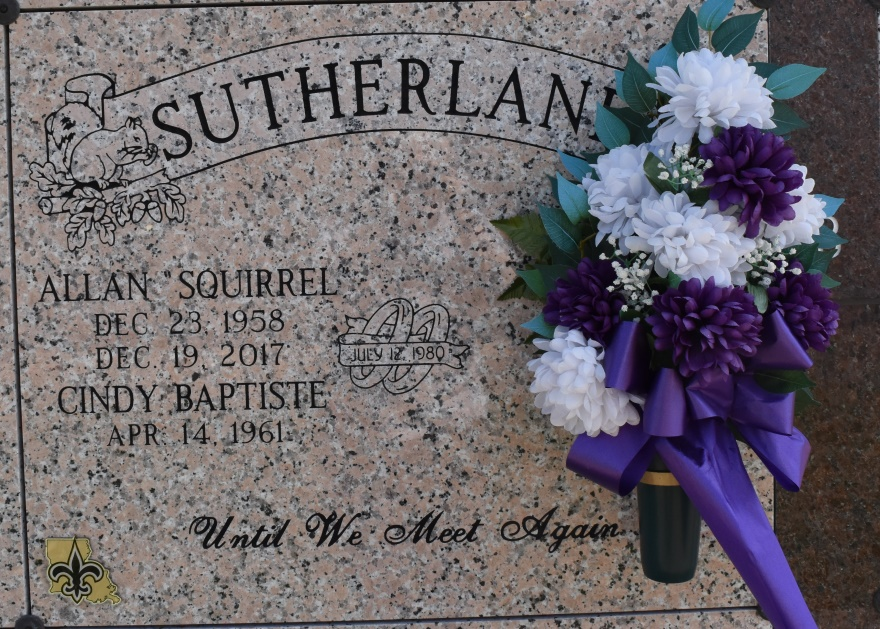 SUTHERLAN
ALLAN "SQUIRREL
DEC. 23, 1958
DEC. 19, 2017
JULY 12, 1980
CINDY BAPTISTE
APR. 14, 1961
Until We Meet Again